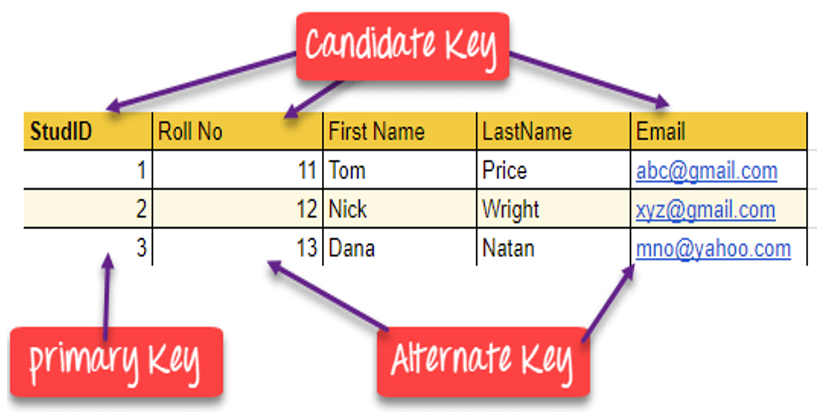 Candidate Key
StudID Roll No First Name LastName Email
1 11 Tom Price abc@gmail.com
2 12 Nick Wright xyz@gmail.com
3 13 Dana Natan mno@yahoo.com
primary Key Alternate Key